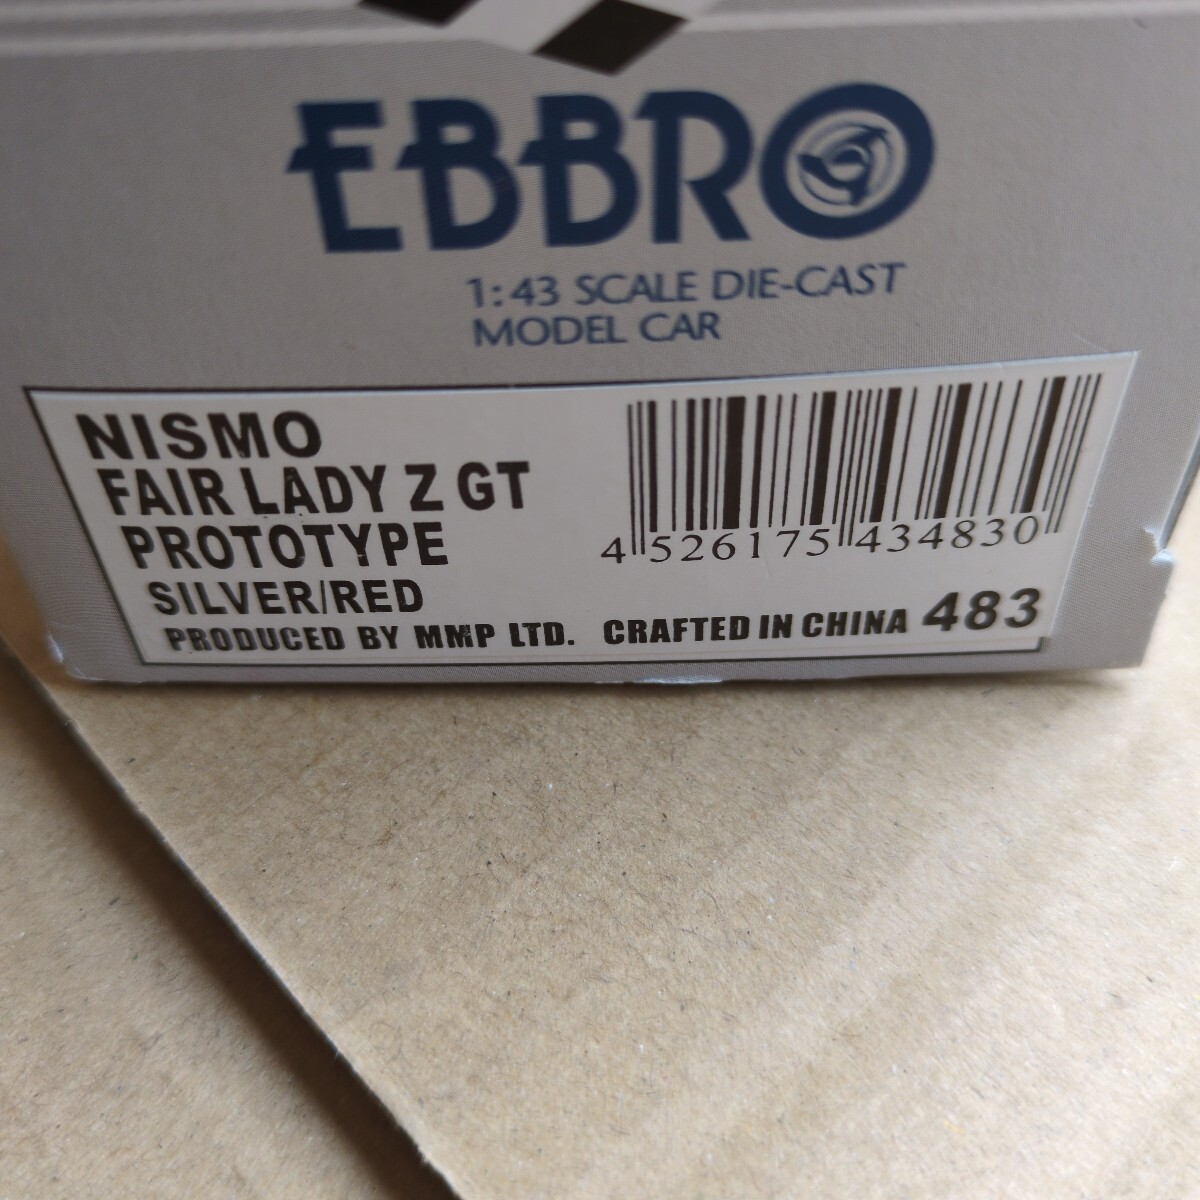 EBBRO
1:43 SCALE DIE-CAST
MODEL CAR
NISMO
FAIR LADY Z GT
PROTOTYPE
SILVER/RED
4 526175 434830
PRODUCED BY MMP LTD. CRAFTED IN CHINA 483